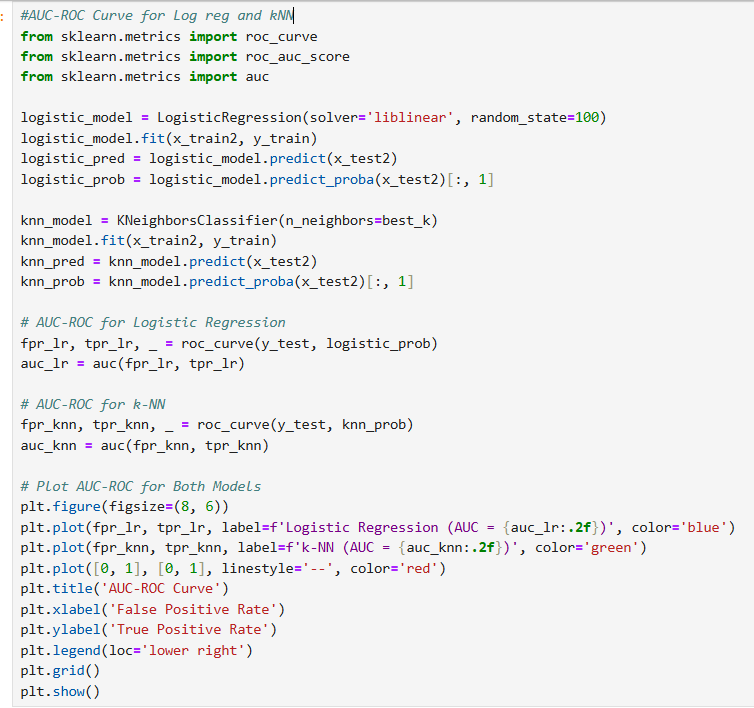 :
#AUC-ROC Curve for Log reg and kNN
from sklearn.metrics import roc_curve
from sklearn.metrics import roc_auc_score
from sklearn.metrics import auc
logistic_model = LogisticRegression(solver='liblinear', random_state=100)
logistic_model.fit(x_train2, y_train)
logistic_pred = logistic_model.predict(x_test2)
logistic_prob = logistic_model.predict_proba(x_test2)[:, 1]
knn_model = KNeighborsClassifier(n_neighbors=best_k)
knn_model.fit(x_train2, y_train)
knn_pred = knn_model.predict(x_test2)
knn_prob = knn_model.predict_proba(x_test2)[:, 1]
# AUC-ROC for Logistic Regression
fpr_lr, tpr_lr, _ = roc_curve(y_test, logistic_prob)
auc_lr = auc(fpr_lr, tpr_lr)
# AUC-ROC for k-NN
fpr_knn, tpr_knn, _ = roc_curve(y_test, knn_prob)
auc_knn = auc(fpr_knn, tpr_knn)
# Plot AUC-ROC for Both Models
plt.figure(figsize=(8, 6))
plt.plot(fpr_lr, tpr_lr, label=f'Logistic Regression (AUC = {auc_lr:.2f})', color='blue')
plt.plot(fpr_knn, tpr_knn, label=f'k-NN (AUC = {auc_knn:.2f})', color='green')
plt.plot([0, 1], [0, 1], linestyle='--', color='red')
plt.title('AUC-ROC Curve')
plt.xlabel('False Positive Rate')
plt.ylabel('True Positive Rate')
plt.legend(loc='lower right')
plt.grid()
plt.show()